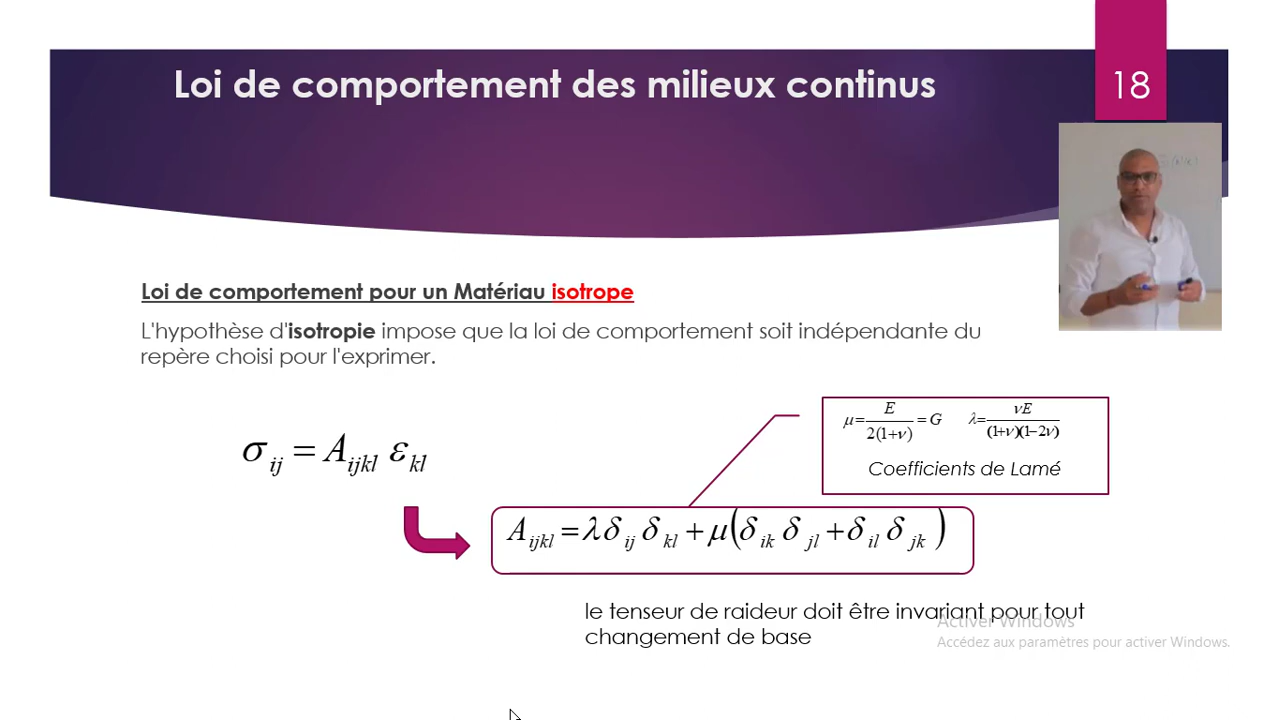 Loi de comportement des milieux continus
18
Loi de comportement pour un Matériau isotrope
L'hypothèse d'isotropie impose que la loi de comportement soit indépendante du
repère choisi pour l'exprimer.
μ = E / 2(1+ν) = G λ = νE / (1+ν)(1−2ν)
Coefficients de Lamé
σ_ij = A_ijkl ε_kl
A_ijkl = λ δ_ij δ_kl + μ(δ_ik δ_jl + δ_il δ_jk)
le tenseur de raideur doit être invariant pour tout
changement de base
Activer Windows
Accédez aux paramètres pour activer Windows.